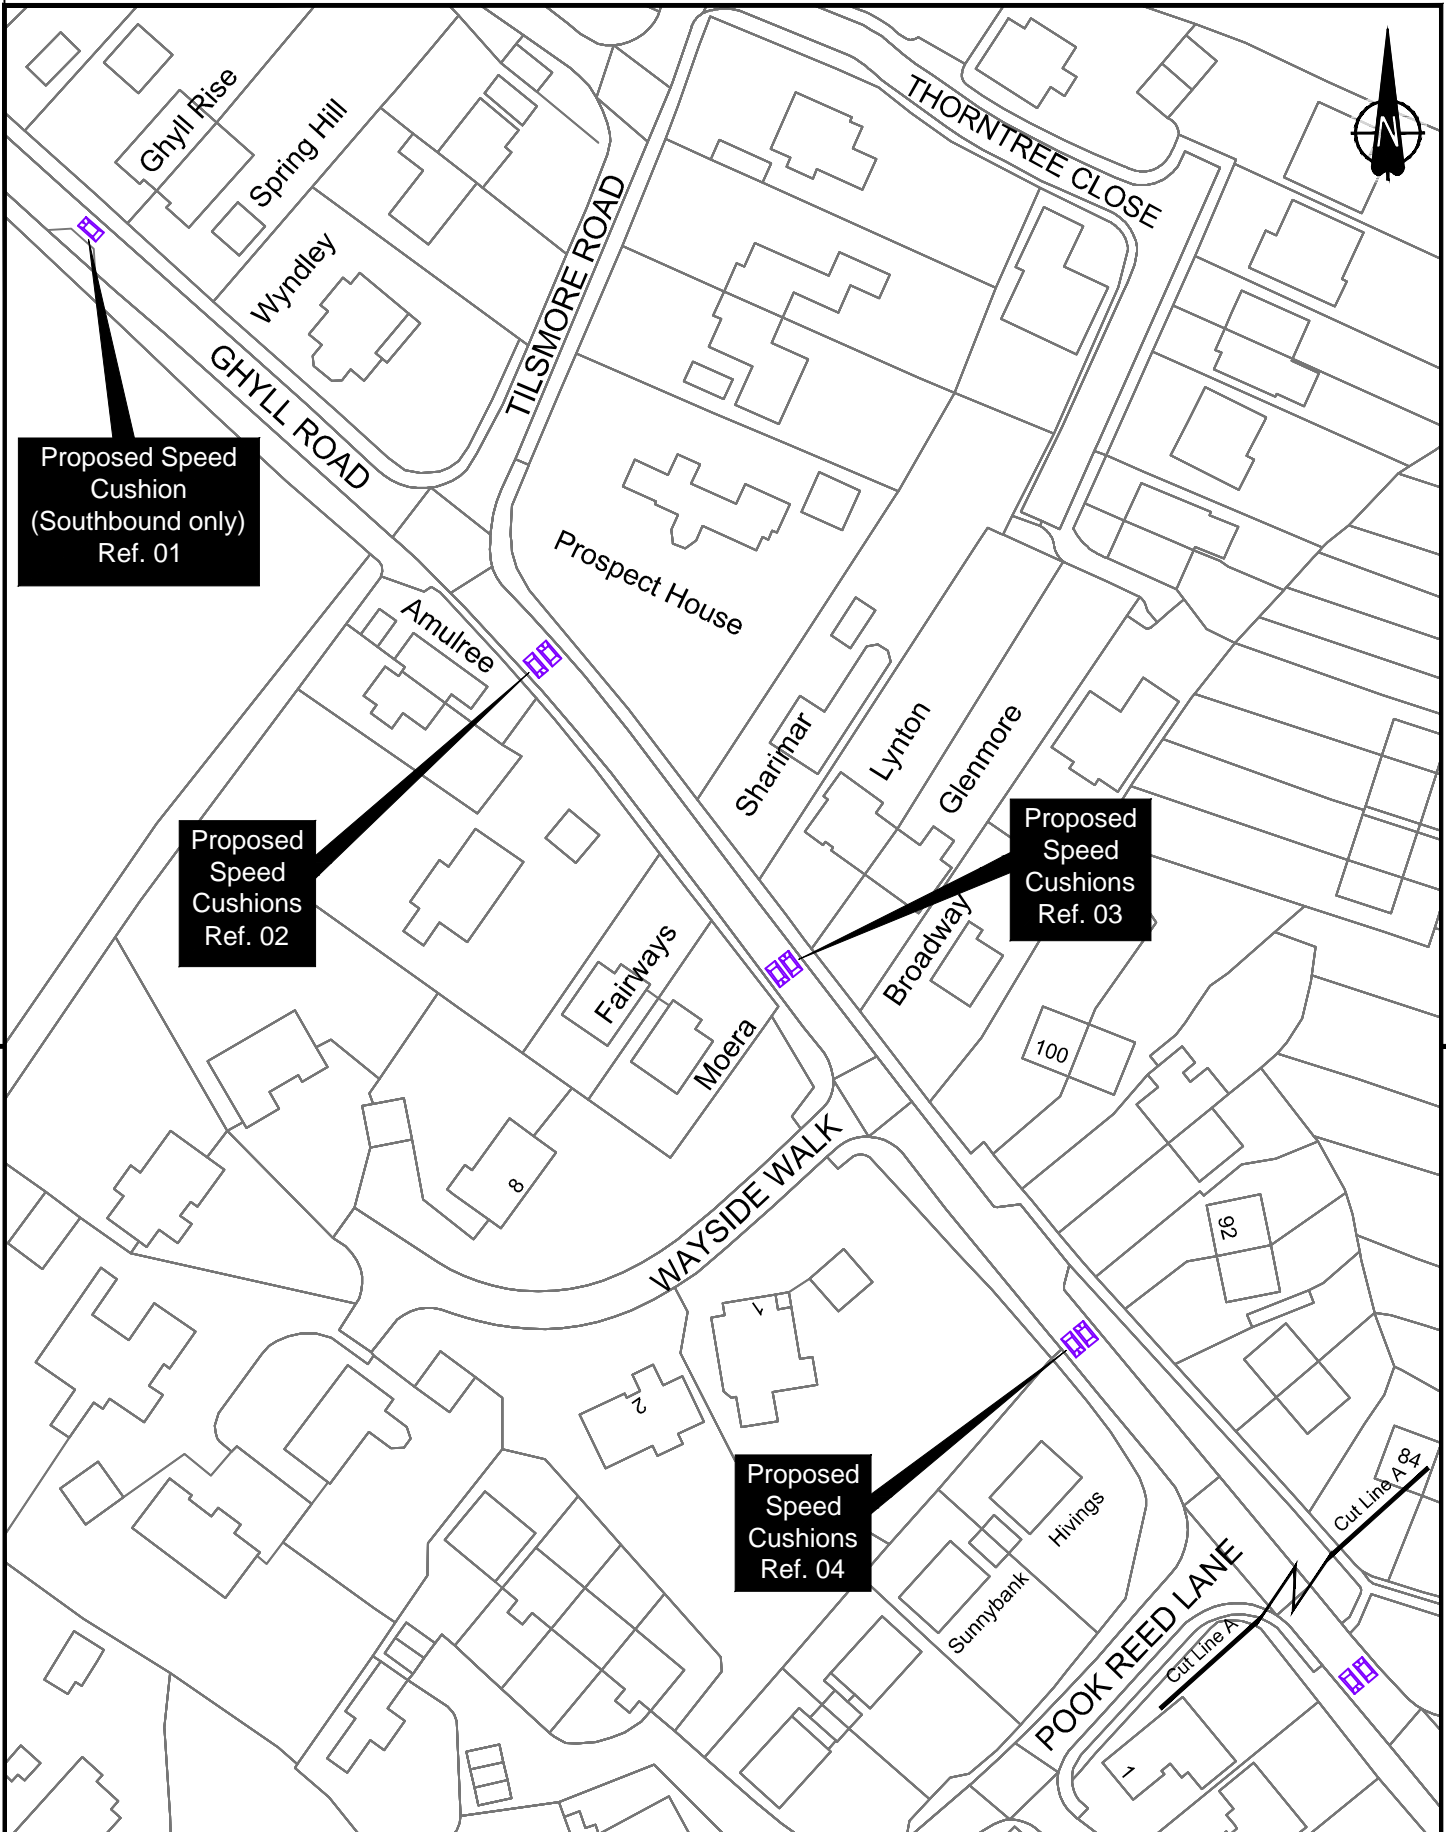 THORNTREE CLOSE
N
Ghyll Rise
Spring Hill
Wyndley
TILSMORE ROAD
GHYLL ROAD
Proposed Speed
Cushion
(Southbound only)
Ref. 01
Prospect House
Amulree
Sharimar
Lynton
Glenmore
Proposed
Speed
Cushions
Ref. 02
Proposed
Speed
Cushions
Ref. 03
Broadway
Fairways
Moera
100
WAYSIDE WALK
8
92
1
2
Proposed
Speed
Cushions
Ref. 04
Hivings
Sunnybank
84
Cut Line A
POOK REED LANE
Cut Line A
1